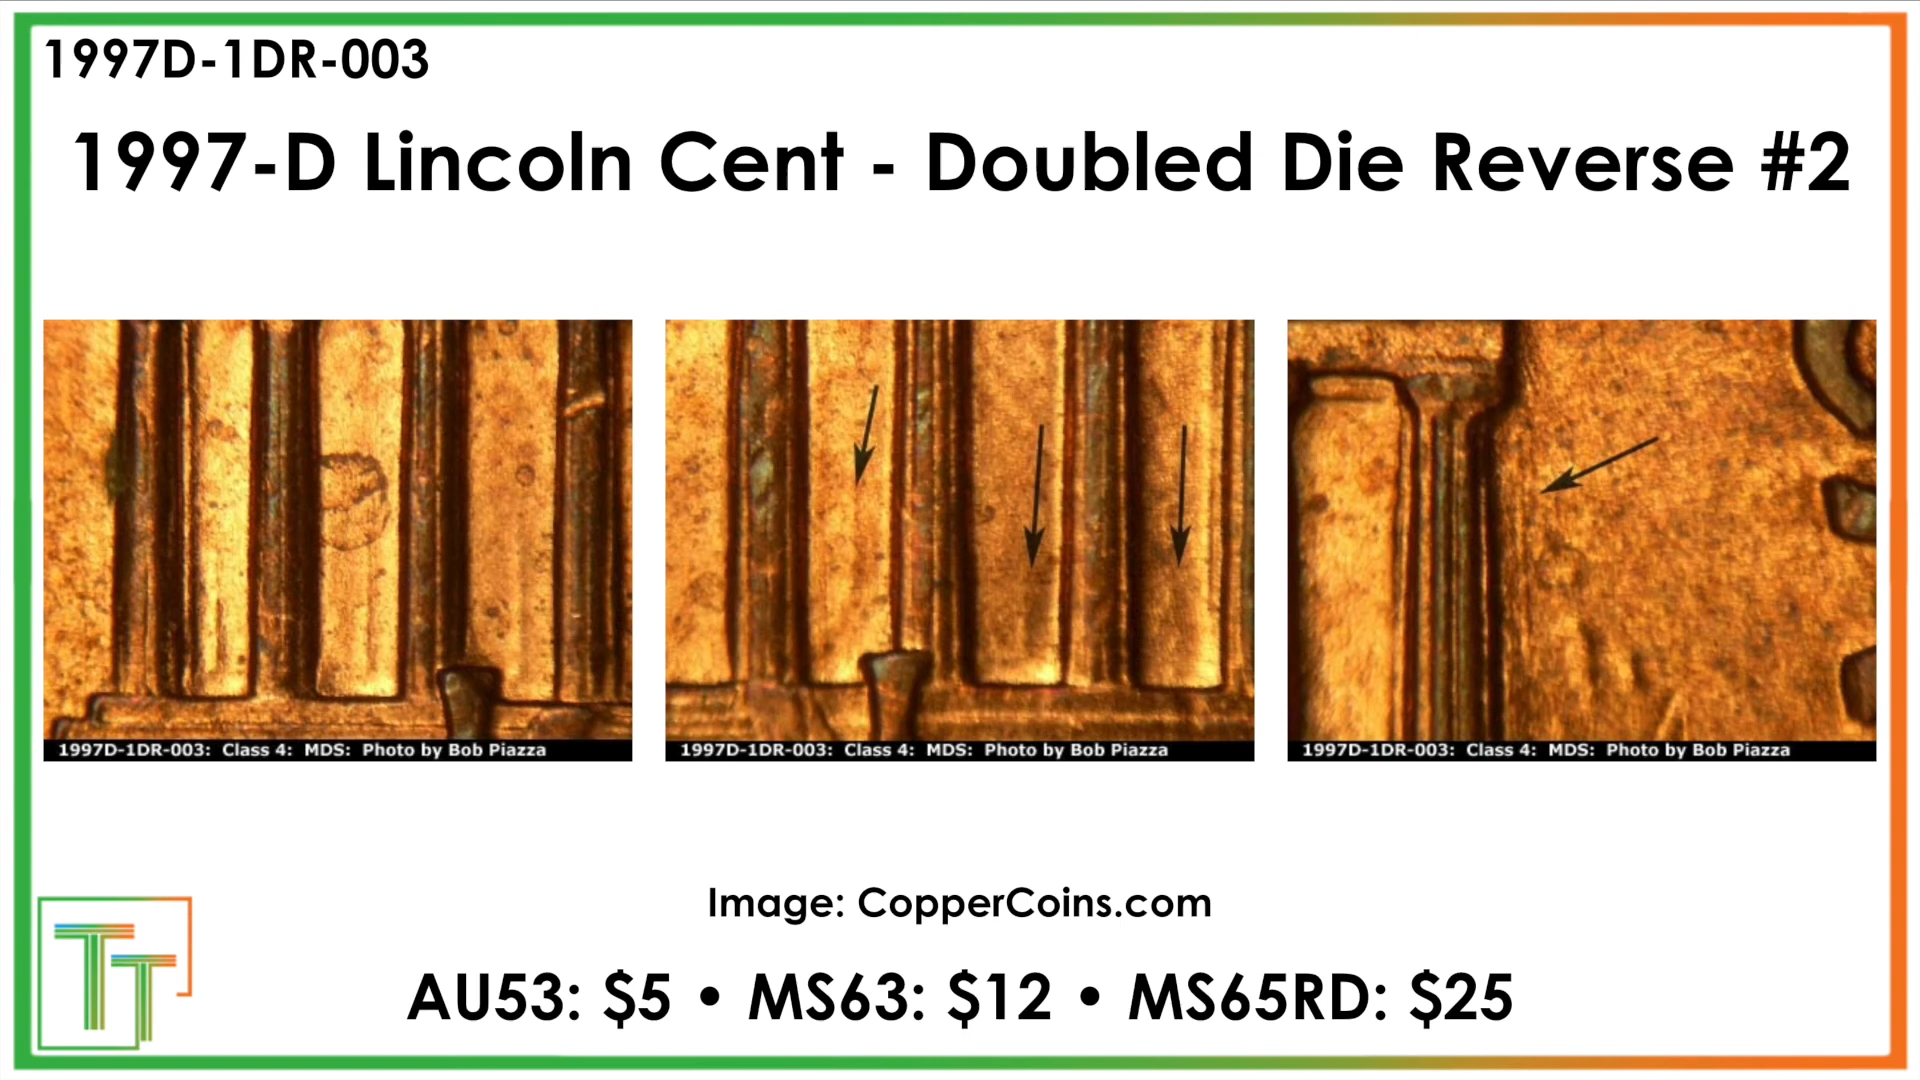 1997D-1DR-003
1997-D Lincoln Cent - Doubled Die Reverse #2
1997D-1DR-003: Class 4: MDS: Photo by Bob Piazza
1997D-1DR-003: Class 4: MDS: Photo by Bob Piazza
1997D-1DR-003: Class 4: MDS: Photo by Bob Piazza
Image: CopperCoins.com
TT
AU53: $5 • MS63: $12 • MS65RD: $25